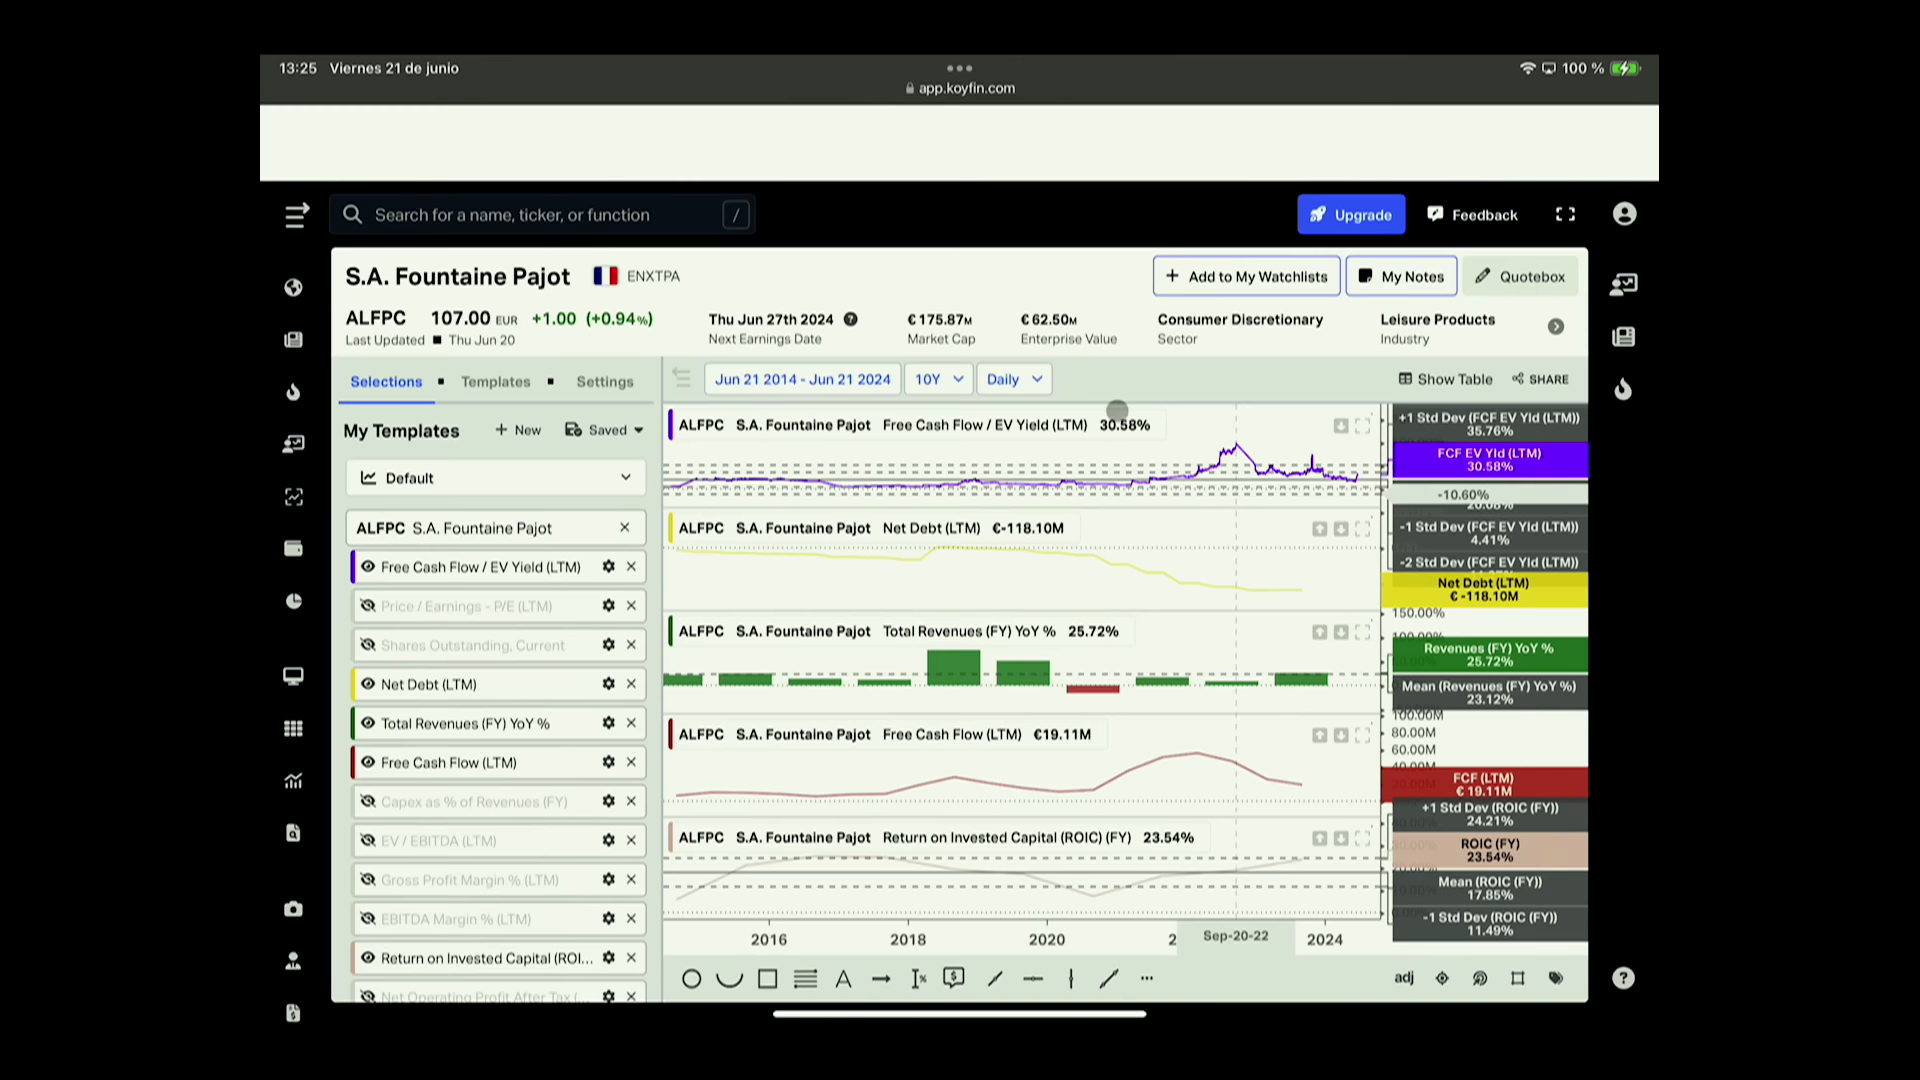 13:25 Viernes 21 de junio
100 %
app.koyfin.com
Search for a name, ticker, or function /
Upgrade
Feedback
S.A. Fountaine Pajot ENXTPA
+ Add to My Watchlists
My Notes
Quotebox
ALFPC 107.00 EUR +1.00 (+0.94%)
Last Updated Thu Jun 20
Thu Jun 27th 2024
Next Earnings Date
€175.87M
Market Cap
€62.50M
Enterprise Value
Consumer Discretionary
Sector
Leisure Products
Industry
Selections Templates Settings
Jun 21 2014 - Jun 21 2024
10Y
Daily
Show Table
SHARE
My Templates
+ New
Saved
Default
ALFPC S.A. Fountaine Pajot
Free Cash Flow / EV Yield (LTM)
Price / Earnings - P/E (LTM)
Shares Outstanding, Current
Net Debt (LTM)
Total Revenues (FY) YoY %
Free Cash Flow (LTM)
Capex as % of Revenues (FY)
EV / EBITDA (LTM)
Gross Profit Margin % (LTM)
EBITDA Margin % (LTM)
Return on Invested Capital (ROI...
Net Operating Profit After Tax (...
ALFPC S.A. Fountaine Pajot Free Cash Flow / EV Yield (LTM) 30.58%
ALFPC S.A. Fountaine Pajot Net Debt (LTM) €-118.10M
ALFPC S.A. Fountaine Pajot Total Revenues (FY) YoY % 25.72%
ALFPC S.A. Fountaine Pajot Free Cash Flow (LTM) €19.11M
ALFPC S.A. Fountaine Pajot Return on Invested Capital (ROIC) (FY) 23.54%
+1 Std Dev (FCF EV Yld (LTM))
35.76%
FCF EV Yld (LTM)
30.58%
-10.60%
20.08%
-1 Std Dev (FCF EV Yld (LTM))
4.41%
-2 Std Dev (FCF EV Yld (LTM))
Net Debt (LTM)
€ -118.10M
150.00%
Revenues (FY) YoY %
25.72%
Mean (Revenues (FY) YoY %)
23.12%
100.00M
80.00M
60.00M
FCF (LTM)
€ 19.11M
+1 Std Dev (ROIC (FY))
24.21%
ROIC (FY)
23.54%
Mean (ROIC (FY))
17.85%
-1 Std Dev (ROIC (FY))
11.49%
2016 2018 2020 2 Sep-20-22 2024
adj